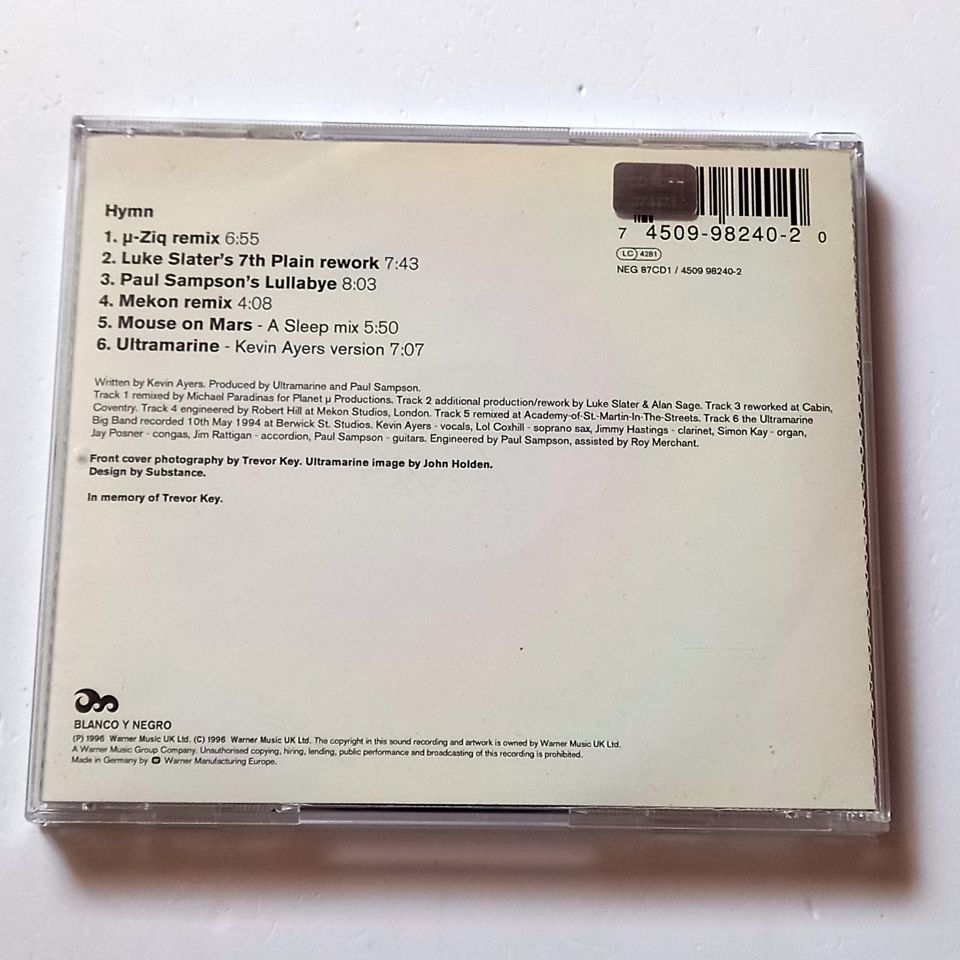 Hymn
1. µ-Ziq remix 6:55
2. Luke Slater's 7th Plain rework 7:43
3. Paul Sampson's Lullabye 8:03
4. Mekon remix 4:08
5. Mouse on Mars - A Sleep mix 5:50
6. Ultramarine - Kevin Ayers version 7:07
7 45099-98240-2 0
LC 4281
NEG 87CD1 / 4509 98240-2
Written by Kevin Ayers. Produced by Ultramarine and Paul Sampson.
Track 1 remixed by Michael Paradinas for Planet µ Productions. Track 2 additional production/rework by Luke Slater & Alan Sage. Track 3 reworked at Cabin,
Coventry. Track 4 engineered by Robert Hill at Mekon Studios, London. Track 5 remixed at Academy-of-St.-Martin-In-The-Streets. Track 6 the Ultramarine
Big Band recorded 10th May 1994 at Berwick St. Studios. Kevin Ayers - vocals, Lol Coxhill - soprano sax, Jimmy Hastings - clarinet, Simon Kay - organ,
Jay Posner - congas, Jim Rattigan - accordion, Paul Sampson - guitars. Engineered by Paul Sampson, assisted by Roy Merchant.
Front cover photography by Trevor Key. Ultramarine image by John Holden.
Design by Substance.
In memory of Trevor Key.
BLANCO Y NEGRO
(P) 1996 Warner Music UK Ltd. (C) 1996 Warner Music UK Ltd. The copyright in this sound recording and artwork is owned by Warner Music UK Ltd.
A Warner Music Group Company. Unauthorised copying, hiring, lending, public performance and broadcasting of this recording is prohibited.
Made in Germany by Warner Manufacturing Europe.